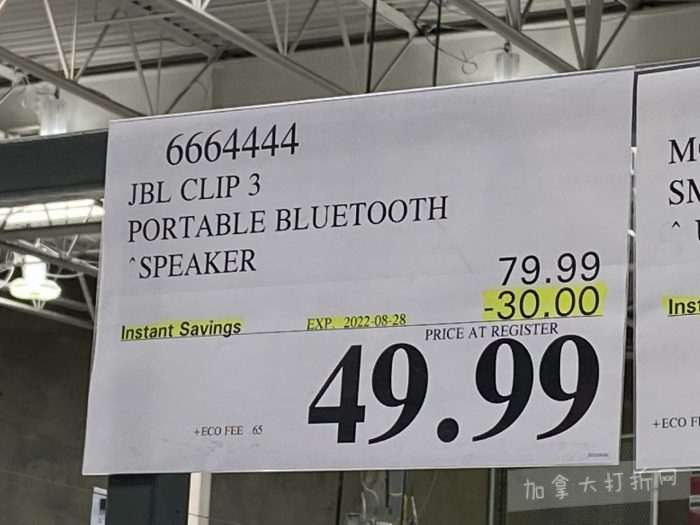 6664444
JBL CLIP 3
PORTABLE BLUETOOTH
^SPEAKER
79.99
-30.00
Instant Savings EXP. 2022-08-28
PRICE AT REGISTER
49.99
+ECO FEE 65
Inst
+ECO F
加拿大打折网